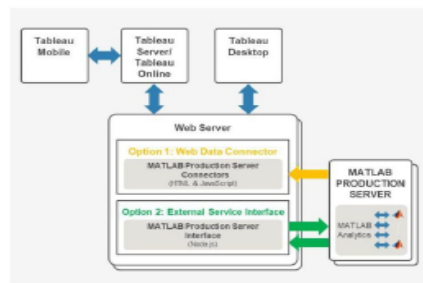 Tableau
Mobile
Tableau
Server/
Tableau
Online
Tableau
Desktop
Web Server
Option 1: Web Data Connector
MATLAB Production Server
Connectors
(HTML & JavaScript)
Option 2: External Service Interface
MATLAB Production Server
Interface
(Node.js)
MATLAB
PRODUCTION
SERVER
MATLAB
Analytics